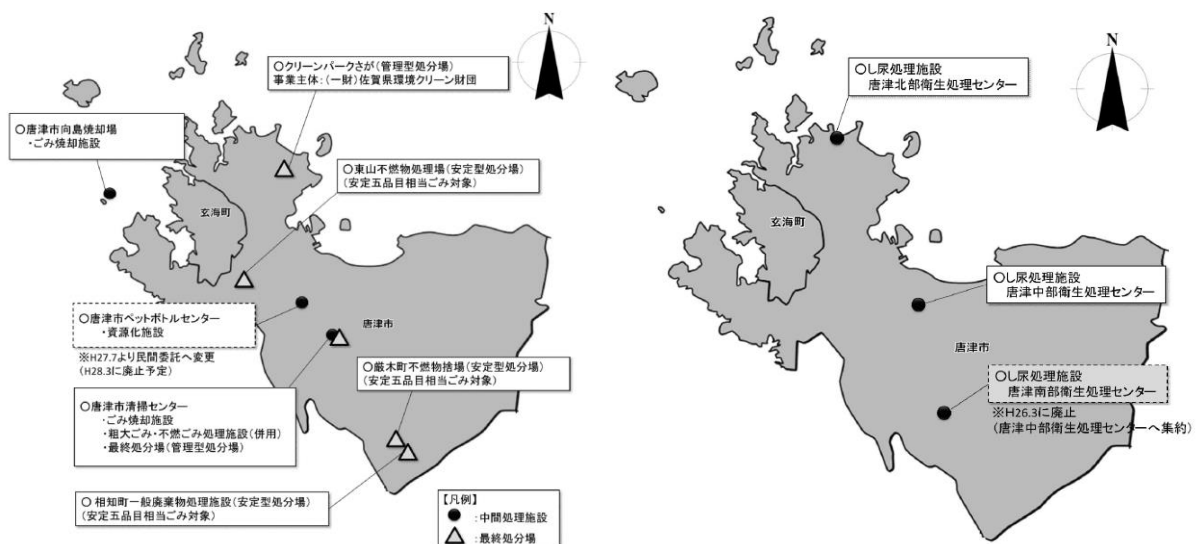 N
○クリーンパークさが(管理型処分場)
事業主体:(一財)佐賀県環境クリーン財団
○唐津市向島焼却場
・ごみ焼却施設
○東山不燃物処理場(安定型処分場)
(安定五品目相当ごみ対象)
玄海町
○唐津市ペットボトルセンター
・資源化施設
※H27.7より民間委託へ変更
(H28.3に廃止予定)
唐津市
○厳木町不燃物捨場(安定型処分場)
(安定五品目相当ごみ対象)
○唐津市清掃センター
・ごみ焼却施設
・粗大ごみ・不燃ごみ処理施設(併用)
・最終処分場(管理型処分場)
○相知町一般廃棄物処理施設(安定型処分場)
(安定五品目相当ごみ対象)
【凡例】
:中間処理施設
:最終処分場
N
○し尿処理施設
唐津北部衛生処理センター
玄海町
○し尿処理施設
唐津中部衛生処理センター
唐津市
○し尿処理施設
唐津南部衛生処理センター
※H26.3に廃止
(唐津中部衛生処理センターへ集約)